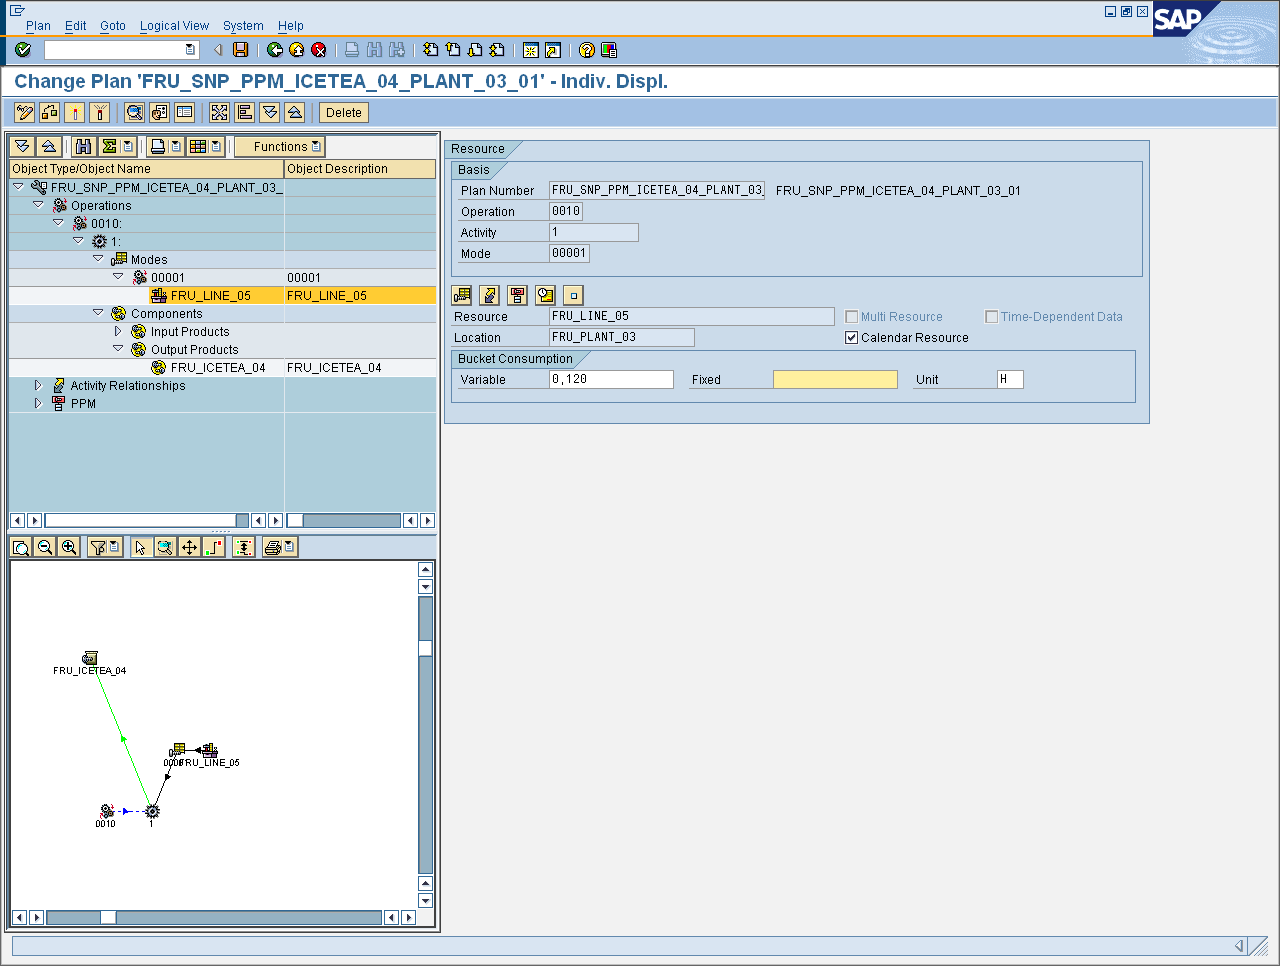 Plan Edit Goto Logical View System Help
SAP
Change Plan 'FRU_SNP_PPM_ICETEA_04_PLANT_03_01' - Indiv. Displ.
Delete
Functions
Object Type/Object Name Object Description
FRU_SNP_PPM_ICETEA_04_PLANT_03_
Operations
0010:
1:
Modes
00001 00001
FRU_LINE_05 FRU_LINE_05
Components
Input Products
Output Products
FRU_ICETEA_04 FRU_ICETEA_04
Activity Relationships
PPM
Resource
Basis
Plan Number FRU_SNP_PPM_ICETEA_04_PLANT_03_ FRU_SNP_PPM_ICETEA_04_PLANT_03_01
Operation 0010
Activity 1
Mode 00001
Resource FRU_LINE_05 Multi Resource Time-Dependent Data
Location FRU_PLANT_03 Calendar Resource
Bucket Consumption
Variable 0,120 Fixed Unit H
FRU_ICETEA_04
FRU_LINE_05
0010 1